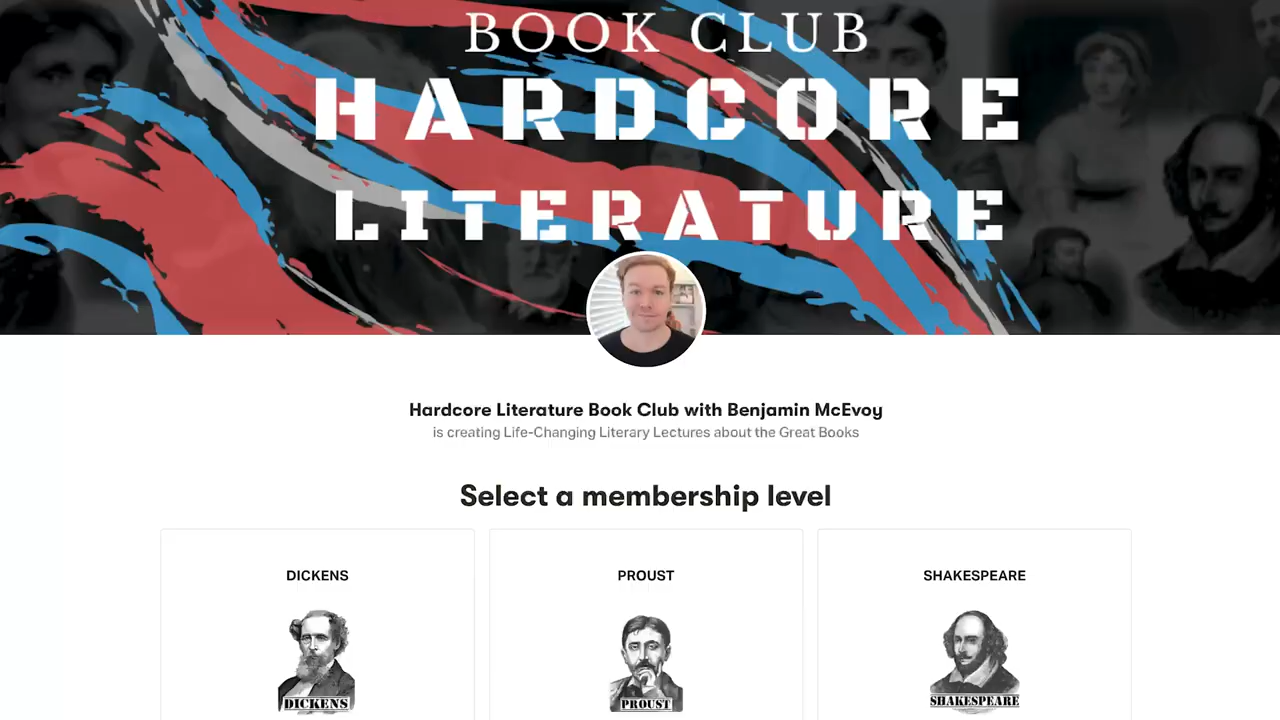 BOOK CLUB
HARDCORE
LITERATURE
Hardcore Literature Book Club with Benjamin McEvoy
is creating Life-Changing Literary Lectures about the Great Books
Select a membership level
DICKENS
PROUST
SHAKESPEARE
DICKENS
PROUST
SHAKESPEARE